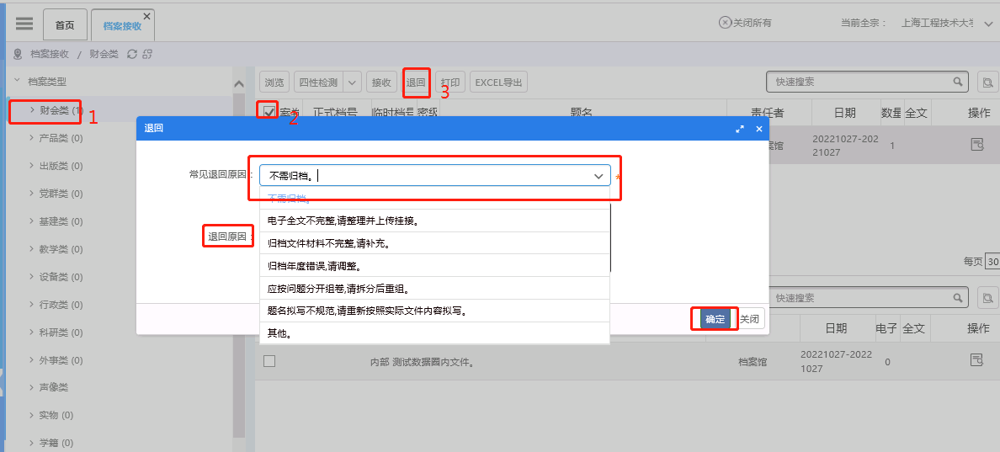 首页
档案接收
关闭所有
当前全宗：
上海工程技术大学
档案接收 / 财会类
档案类型
财会类 (1)
1
产品类 (0)
出版类 (0)
党群类 (0)
基建类 (0)
教学类 (0)
设备类 (0)
行政类 (0)
科研类 (0)
外事类 (0)
声像类
实物 (0)
学籍 (0)
浏览
四性检测
接收
退回
打印
EXCEL导出
快速搜索
3
2
案类
正式档号
临时档号
密级
题名
责任者
日期
数量
全文
操作
案馆
20221027-202
21027
1
退回
常见退回原因：
不需归档。
*
不需归档。
电子全文不完整,请整理并上传挂接。
归档文件材料不完整,请补充。
归档年度错误,请调整。
应按问题分开组卷,请拆分后重组。
题名拟写不规范,请重新按照实际文件内容拟写。
其他。
退回原因：
确定
关闭
每页 30
快速搜索
日期
电子
全文
操作
内部 测试数据圈内文件。
档案馆
20221027-2022
1027
0